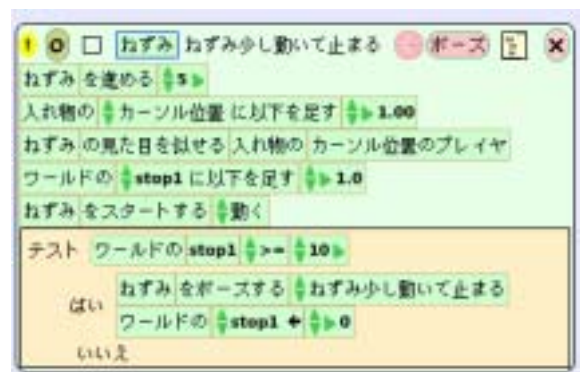 ! ねずみ ねずみ少し動いて止まる ポーズ
ねずみ を進める 5
入れ物の カーソル位置 に以下を足す 1.00
ねずみ の見た目を似せる 入れ物の カーソル位置のプレイヤ
ワールドの stop1 に以下を足す 1.0
ねずみ をスタートする 動く
テスト ワールドの stop1 >= 10
はい
ねずみ をポーズする ねずみ少し動いて止まる
ワールドの stop1 ← 0
いいえ